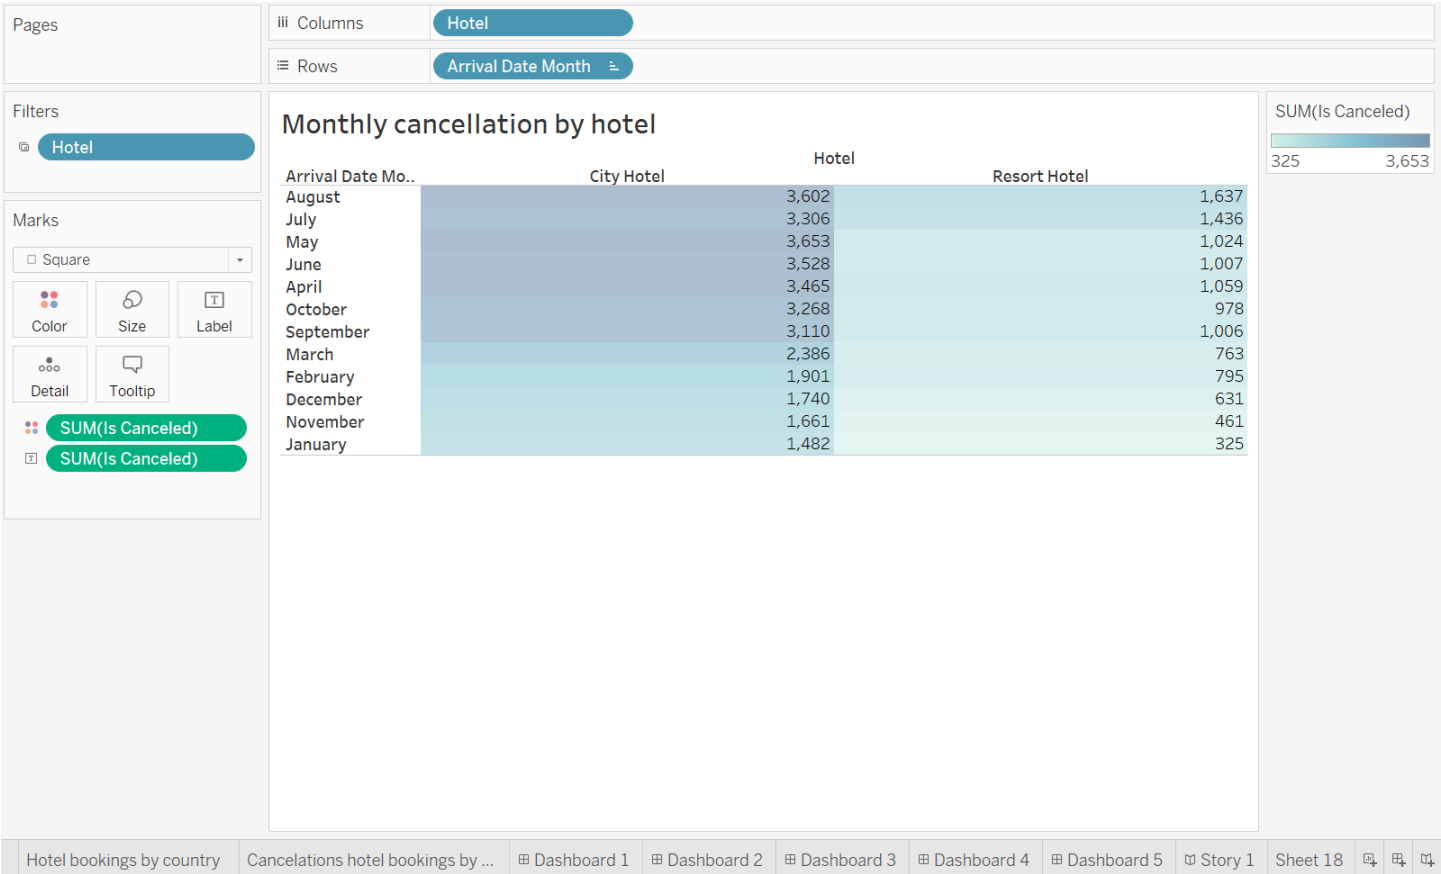 Pages
iii Columns
Hotel
Rows
Arrival Date Month
Filters
Hotel
Marks
Square
Color
Size
T
Label
Detail
Tooltip
SUM(Is Canceled)
T
SUM(Is Canceled)
Monthly cancellation by hotel
Hotel
Arrival Date Mo.. City Hotel Resort Hotel
August 3,602 1,637
July 3,306 1,436
May 3,653 1,024
June 3,528 1,007
April 3,465 1,059
October 3,268 978
September 3,110 1,006
March 2,386 763
February 1,901 795
December 1,740 631
November 1,661 461
January 1,482 325
SUM(Is Canceled)
325 3,653
Hotel bookings by country Cancelations hotel bookings by ... Dashboard 1 Dashboard 2 Dashboard 3 Dashboard 4 Dashboard 5 Story 1 Sheet 18